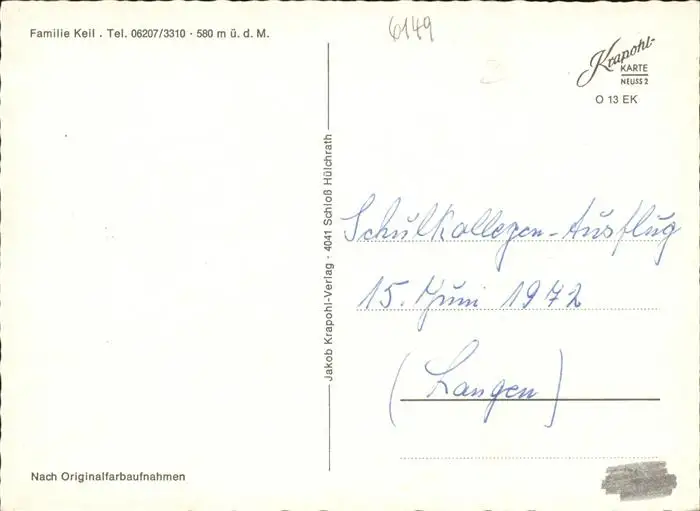 Familie Keil . Tel. 06207/3310 · 580 m ü. d. M.
6149
Krapohl-
KARTE
NEUSS 2
O 13 EK
Jakob Krapohl-Verlag · 4041 Schloß Hülchrath
Schulkollegen-Ausflug
15. Juni 1972
(Langen)
Nach Originalfarbaufnahmen